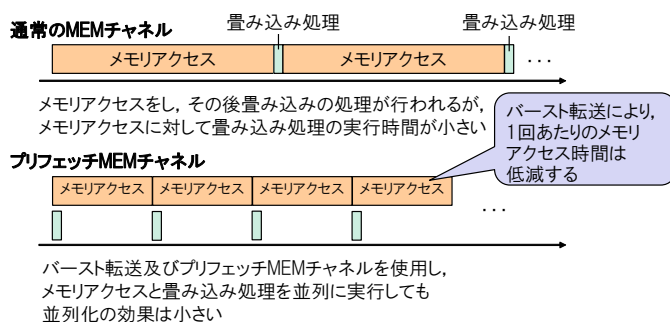 通常のMEMチャネル
畳み込み処理
畳み込み処理
メモリアクセス
メモリアクセス
・・・
メモリアクセスをし，その後畳み込みの処理が行われるが，
メモリアクセスに対して畳み込み処理の実行時間が小さい
バースト転送により，
1回あたりのメモリ
アクセス時間は
低減する
プリフェッチMEMチャネル
メモリアクセス
メモリアクセス
メモリアクセス
メモリアクセス
・・・
バースト転送及びプリフェッチMEMチャネルを使用し，
メモリアクセスと畳み込み処理を並列に実行しても
並列化の効果は小さい